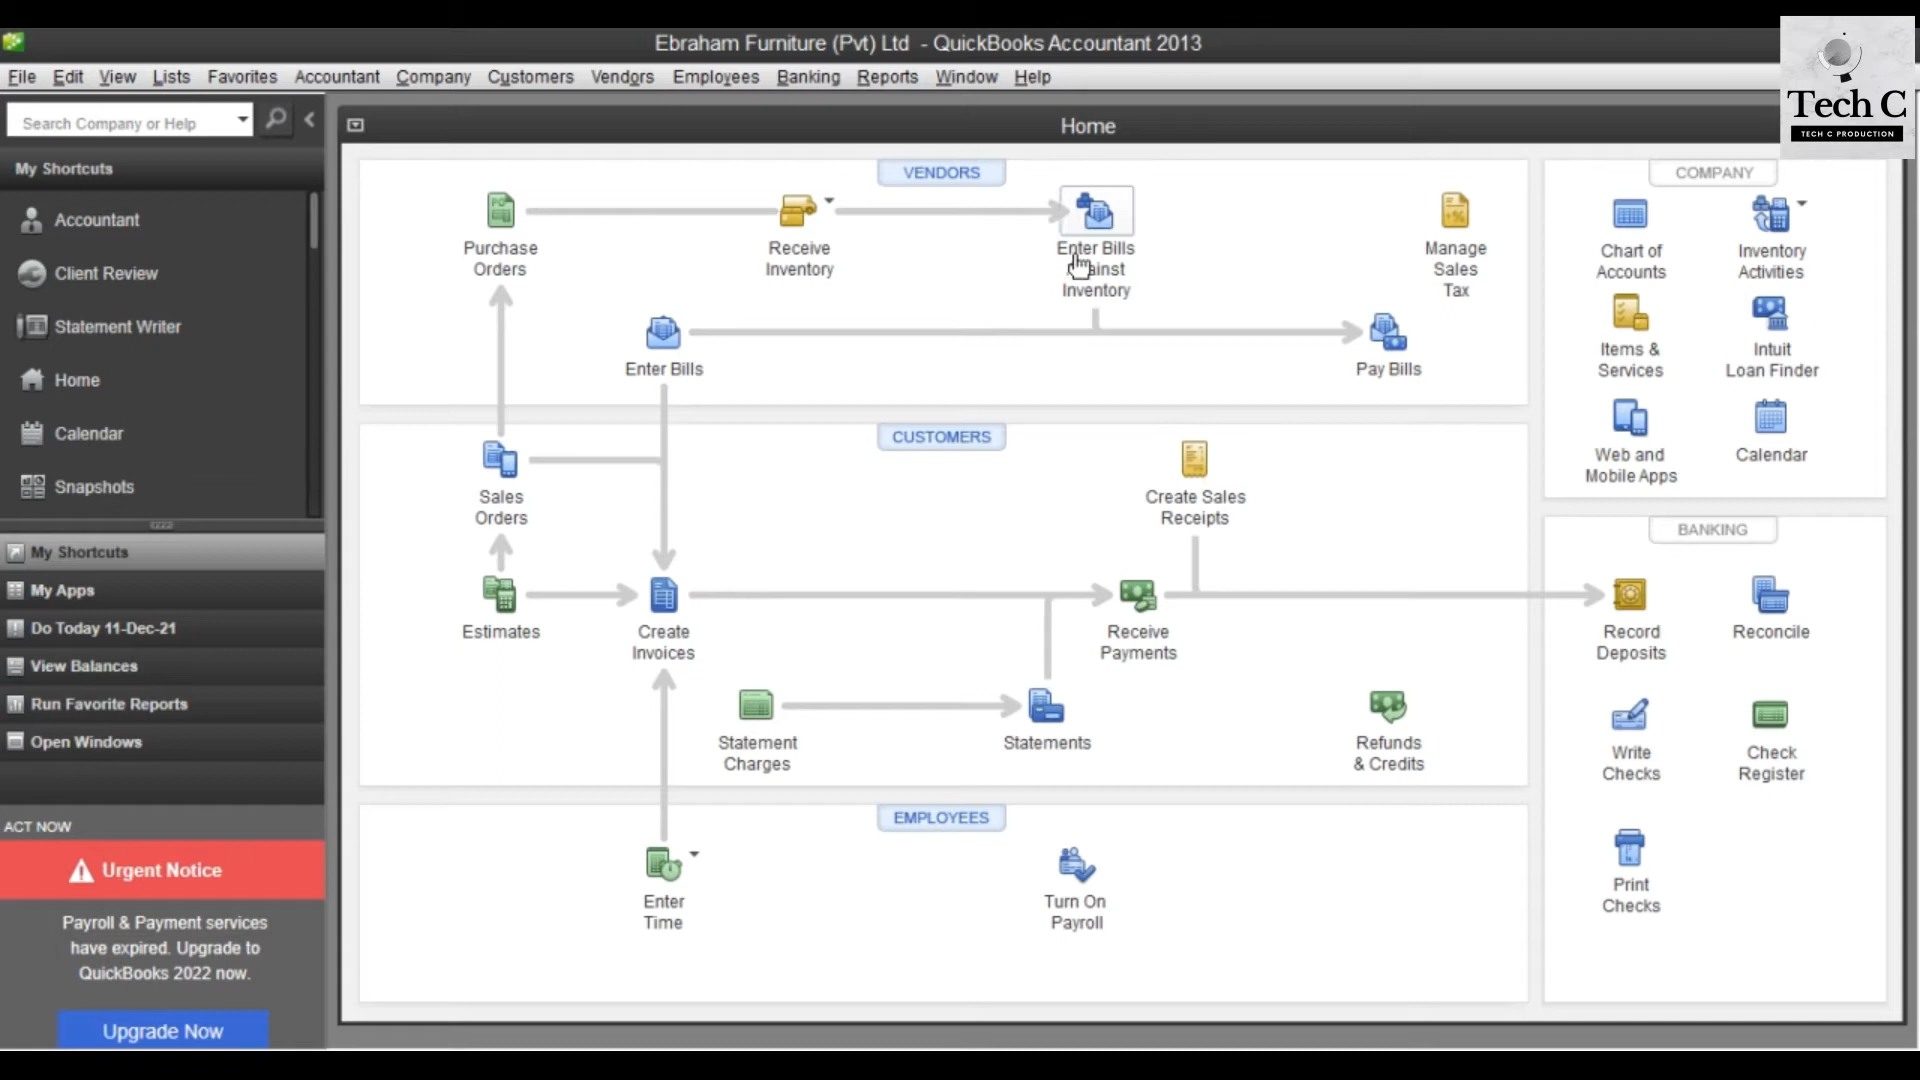 Ebraham Furniture (Pvt) Ltd - QuickBooks Accountant 2013
File Edit View Lists Favorites Accountant Company Customers Vendors Employees Banking Reports Window Help
Tech C
TECH C PRODUCTION
Search Company or Help
My Shortcuts
Accountant
Client Review
Statement Writer
Home
Calendar
Snapshots
My Shortcuts
My Apps
Do Today 11-Dec-21
View Balances
Run Favorite Reports
Open Windows
ACT NOW
Urgent Notice
Payroll & Payment services
have expired. Upgrade to
QuickBooks 2022 now.
Upgrade Now
Home
VENDORS
Purchase
Orders
Receive
Inventory
Enter Bills
Inventory
Manage
Sales
Tax
Enter Bills
Pay Bills
CUSTOMERS
Sales
Orders
Create Sales
Receipts
Estimates
Create
Invoices
Receive
Payments
Statement
Charges
Statements
Refunds
& Credits
EMPLOYEES
Enter
Time
Turn On
Payroll
COMPANY
Chart of
Accounts
Inventory
Activities
Items &
Services
Intuit
Loan Finder
Web and
Mobile Apps
Calendar
BANKING
Record
Deposits
Reconcile
Write
Checks
Check
Register
Print
Checks